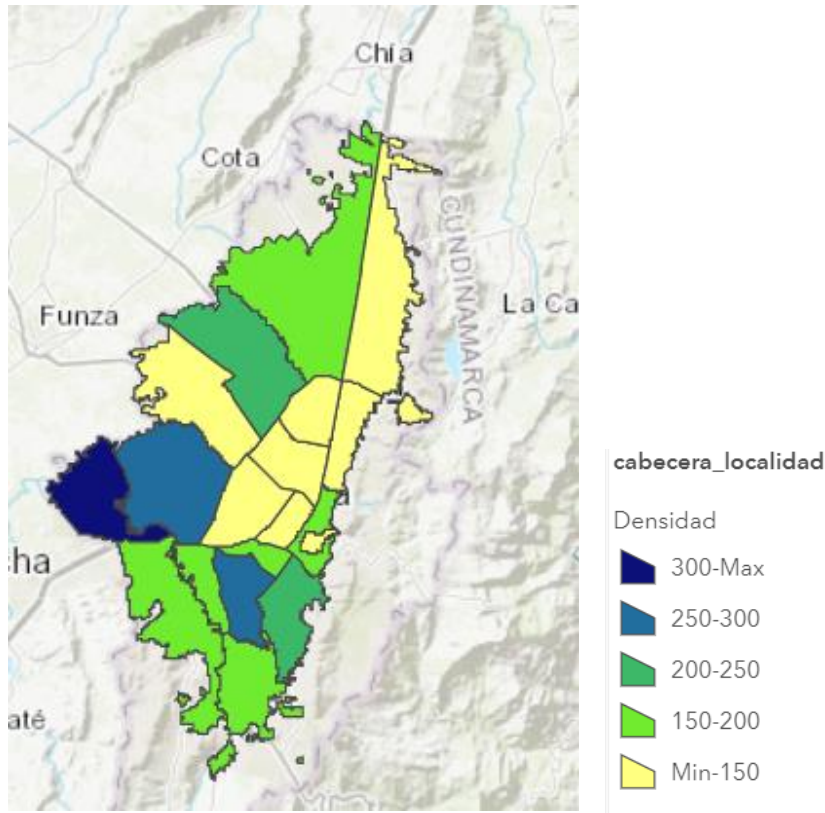 Chía
Cota
CUNDINAMARCA
Funza
La Ca
a
cha
até
cabecera_localidad
Densidad
300-Max
250-300
200-250
150-200
Min-150